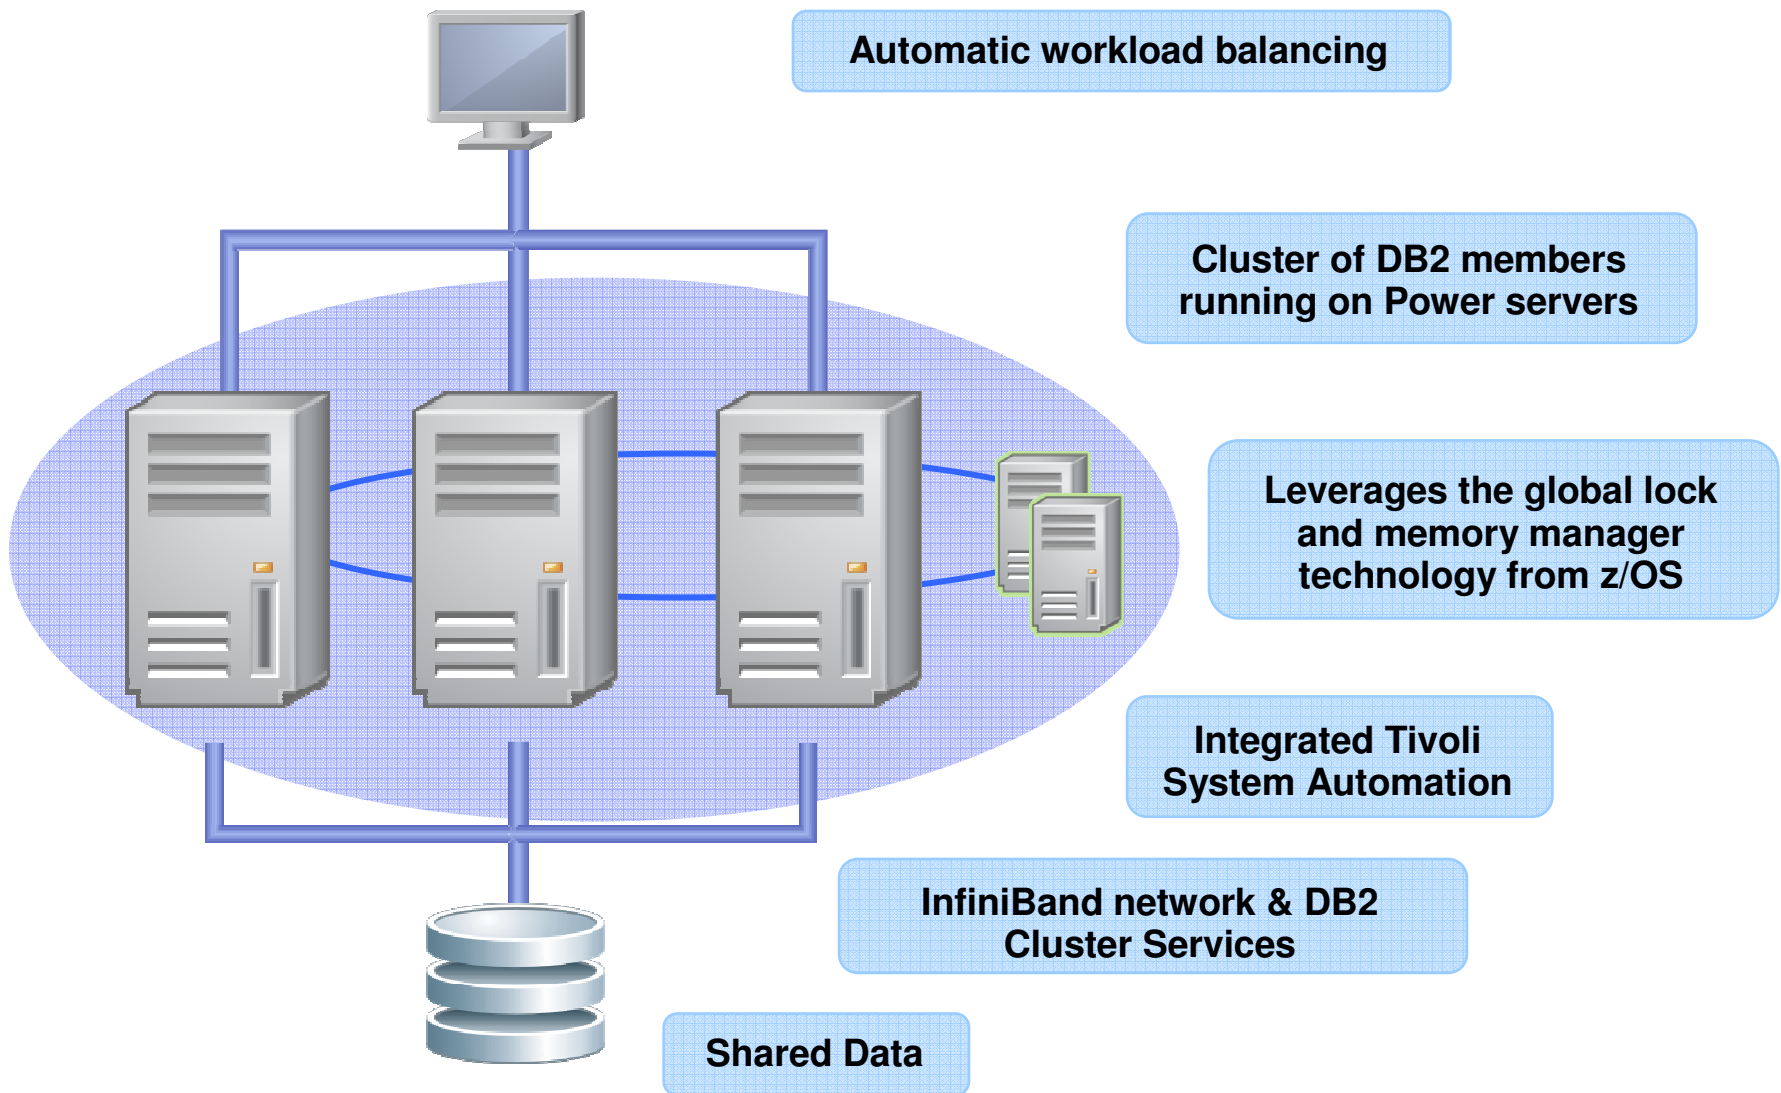 Automatic workload balancing
Cluster of DB2 members
running on Power servers
Leverages the global lock
and memory manager
technology from z/OS
Integrated Tivoli
System Automation
InfiniBand network & DB2
Cluster Services
Shared Data